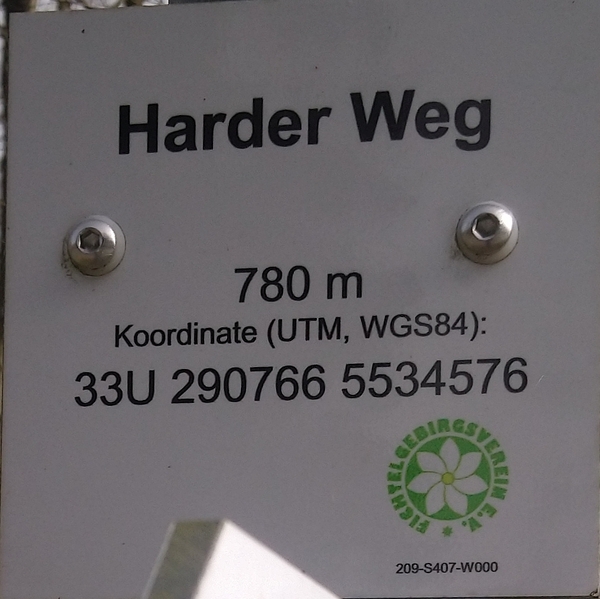 Harder Weg
780 m
Koordinate (UTM, WGS84):
33U 290766 5534576
FICHTELGEBIRGSVEREIN E.V.
209-S407-W000